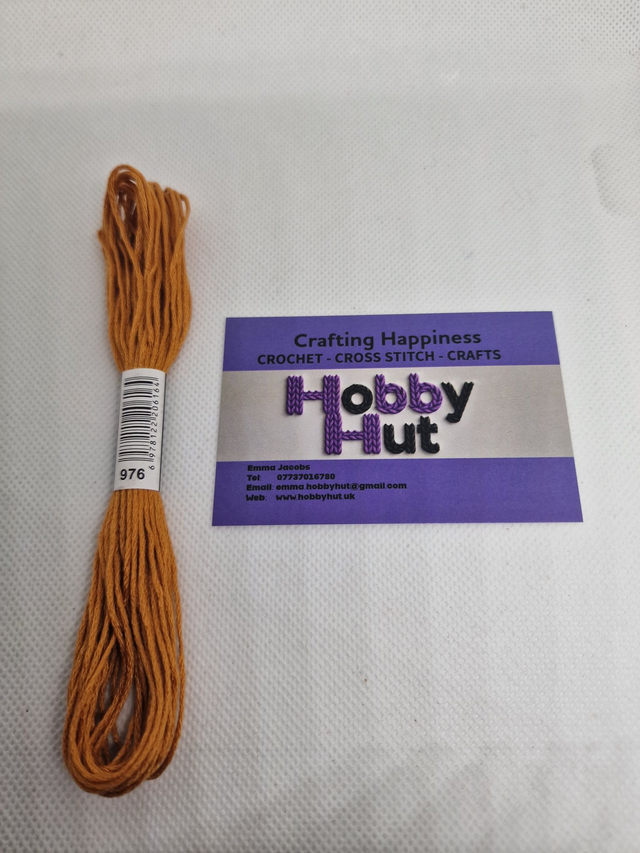 6 978122 206164
976
Crafting Happiness
CROCHET - CROSS STITCH - CRAFTS
Hobby
Hut
Emma Jacobs
Tel: 07737016780
Email: emma.hobbyhut@gmail.com
Web: www.hobbyhut.uk